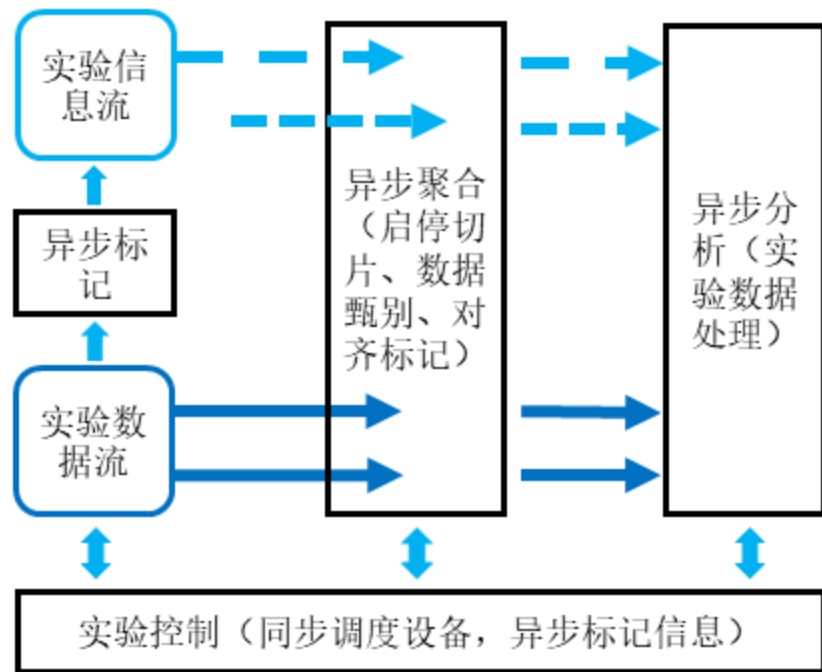 实验信
息流
异步标
记
实验数
据流
异步聚合
（启停切
片、数据
甄别、对
齐标记）
异步分
析（实
验数据
处理）
实验控制（同步调度设备，异步标记信息）